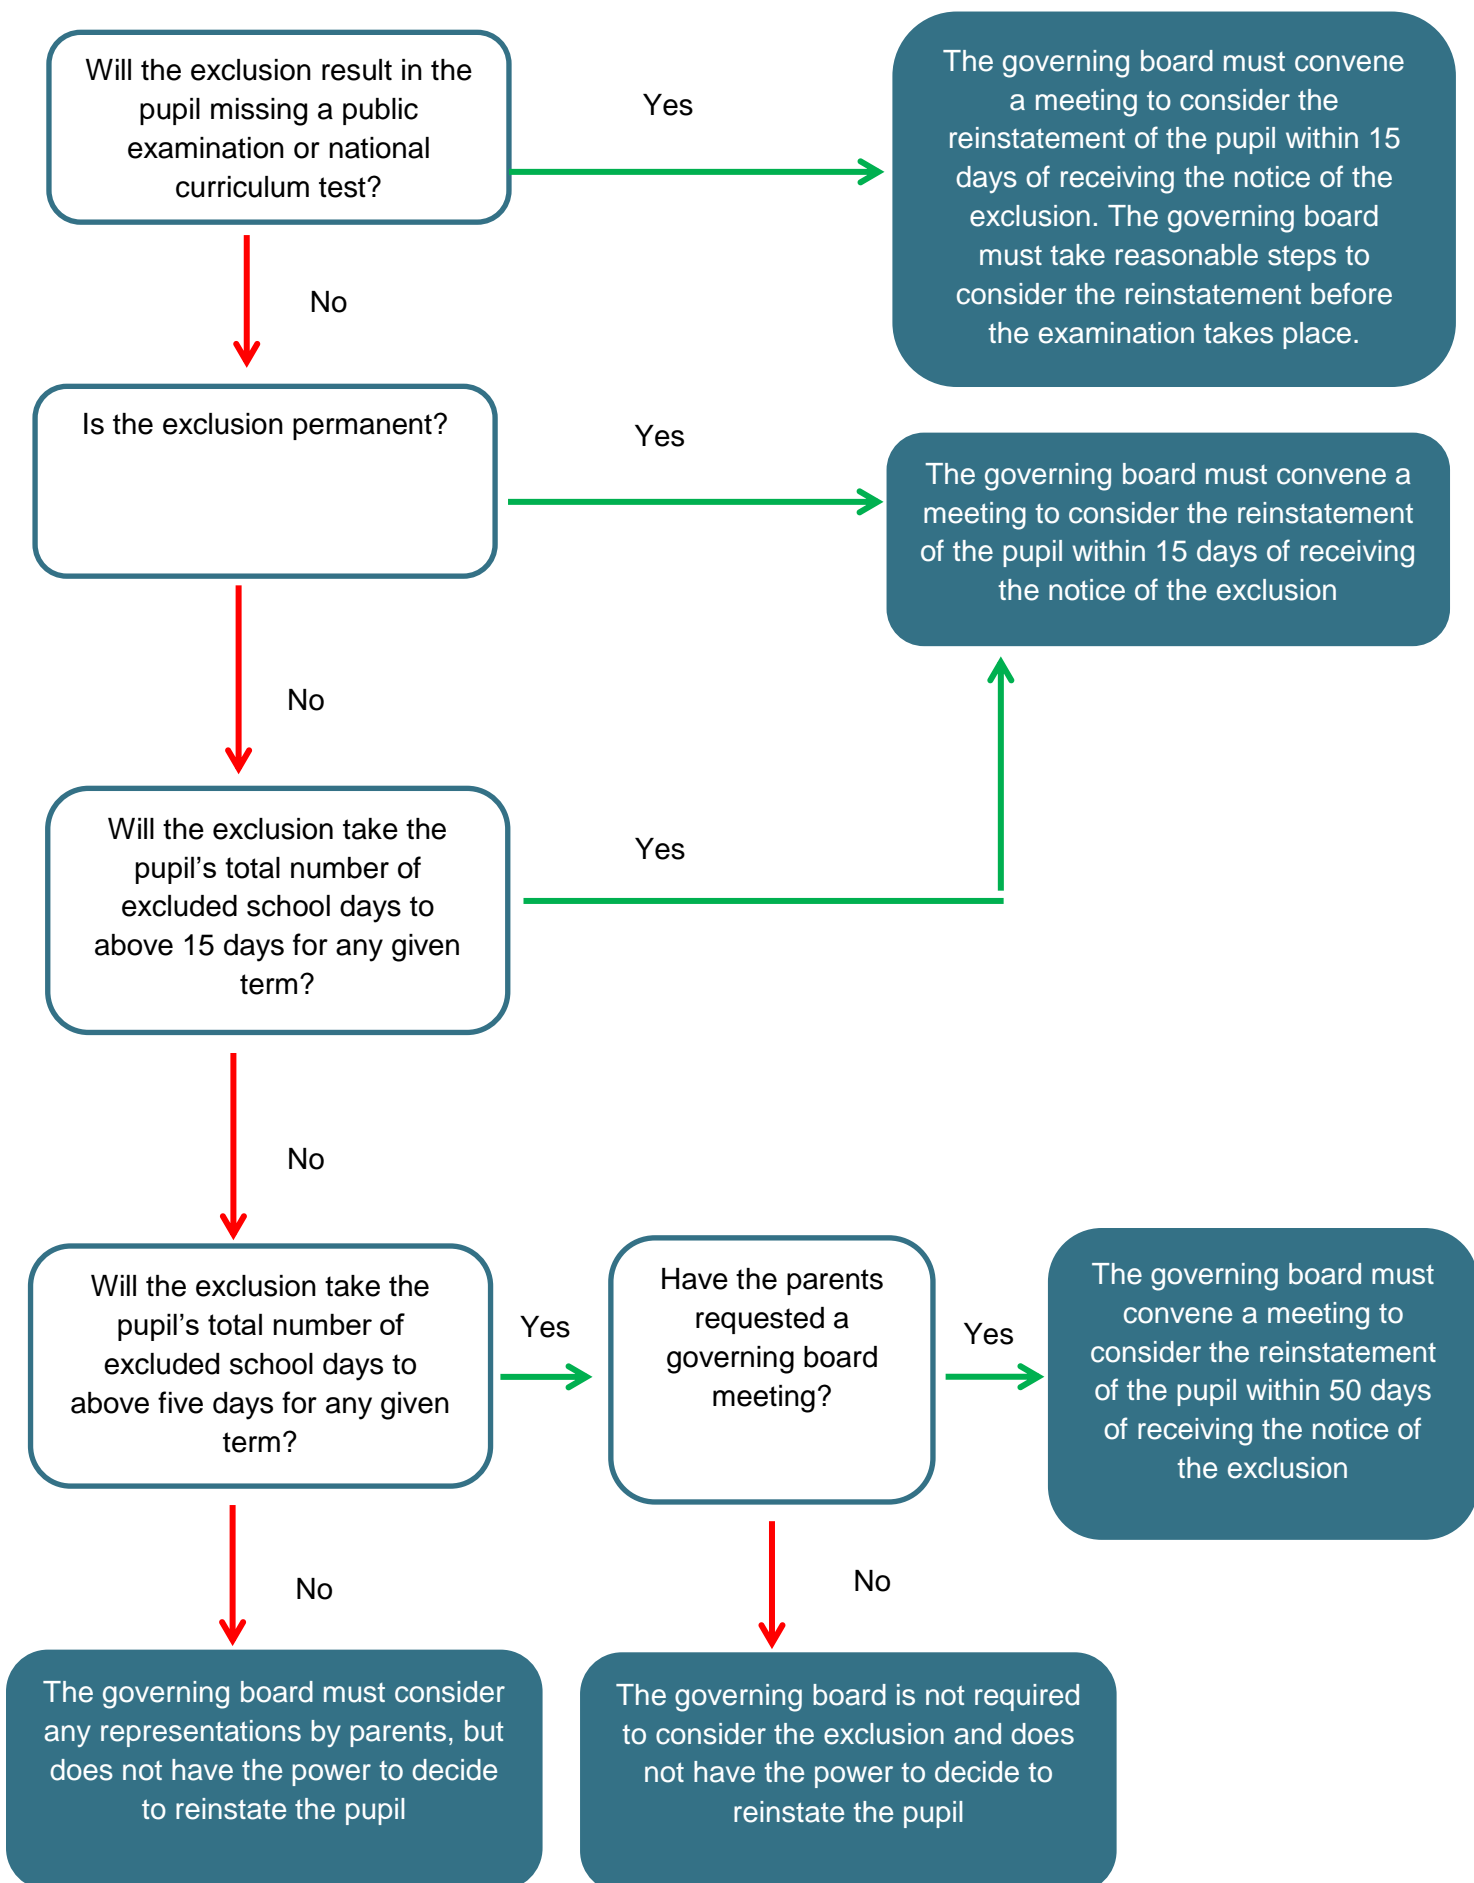 Will the exclusion result in the
pupil missing a public
examination or national
curriculum test?
Yes
The governing board must convene
a meeting to consider the
reinstatement of the pupil within 15
days of receiving the notice of the
exclusion. The governing board
must take reasonable steps to
consider the reinstatement before
the examination takes place.
No
Is the exclusion permanent?
Yes
The governing board must convene a
meeting to consider the reinstatement
of the pupil within 15 days of receiving
the notice of the exclusion
No
Will the exclusion take the
pupil’s total number of
excluded school days to
above 15 days for any given
term?
Yes
No
Will the exclusion take the
pupil’s total number of
excluded school days to
above five days for any given
term?
Yes
Have the parents
requested a
governing board
meeting?
Yes
The governing board must
convene a meeting to
consider the reinstatement
of the pupil within 50 days
of receiving the notice of
the exclusion
No
No
The governing board must consider
any representations by parents, but
does not have the power to decide
to reinstate the pupil
The governing board is not required
to consider the exclusion and does
not have the power to decide to
reinstate the pupil